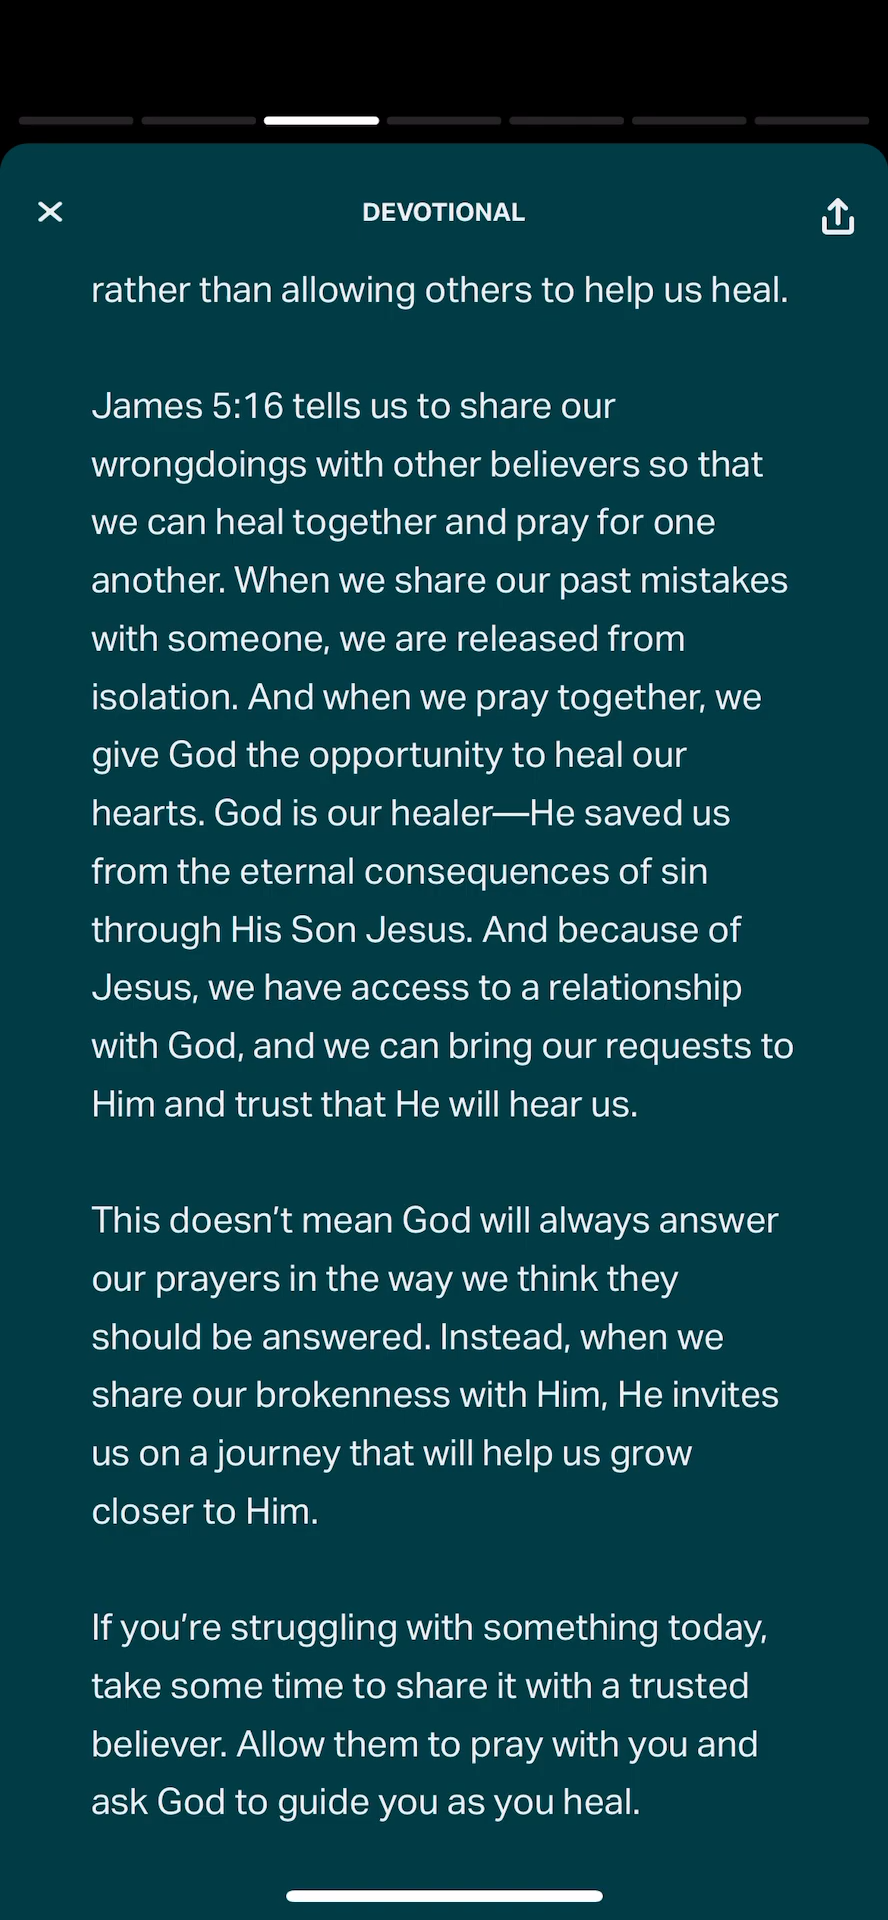 DEVOTIONAL
rather than allowing others to help us heal.
James 5:16 tells us to share our
wrongdoings with other believers so that
we can heal together and pray for one
another. When we share our past mistakes
with someone, we are released from
isolation. And when we pray together, we
give God the opportunity to heal our
hearts. God is our healer—He saved us
from the eternal consequences of sin
through His Son Jesus. And because of
Jesus, we have access to a relationship
with God, and we can bring our requests to
Him and trust that He will hear us.
This doesn’t mean God will always answer
our prayers in the way we think they
should be answered. Instead, when we
share our brokenness with Him, He invites
us on a journey that will help us grow
closer to Him.
If you’re struggling with something today,
take some time to share it with a trusted
believer. Allow them to pray with you and
ask God to guide you as you heal.